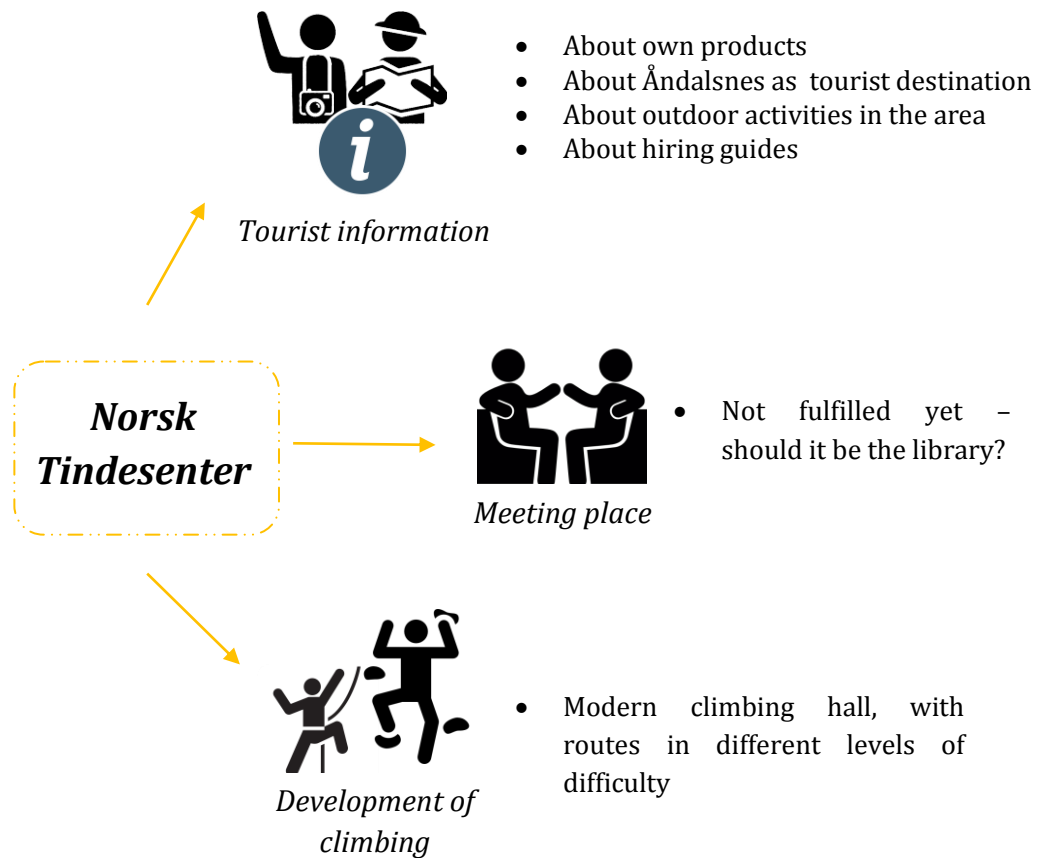 • About own products
• About Åndalsnes as tourist destination
• About outdoor activities in the area
• About hiring guides
i
Tourist information
Norsk
Tindesenter
• Not fulfilled yet –
should it be the library?
Meeting place
• Modern climbing hall, with
routes in different levels of
difficulty
Development of
climbing